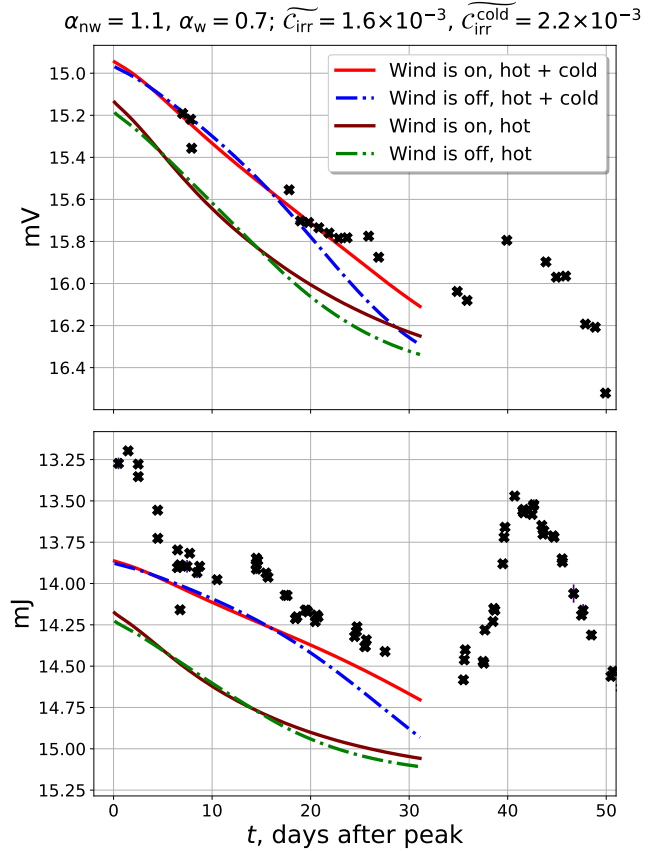 α_nw = 1.1, α_w = 0.7; C̃_irr = 1.6×10⁻³, C̃_irr^cold = 2.2×10⁻³
15.0
15.2
15.4
15.6
15.8
16.0
16.2
16.4
mV
Wind is on, hot + cold
Wind is off, hot + cold
Wind is on, hot
Wind is off, hot
13.25
13.50
13.75
14.00
14.25
14.50
14.75
15.00
15.25
mJ
0 10 20 30 40 50
t, days after peak